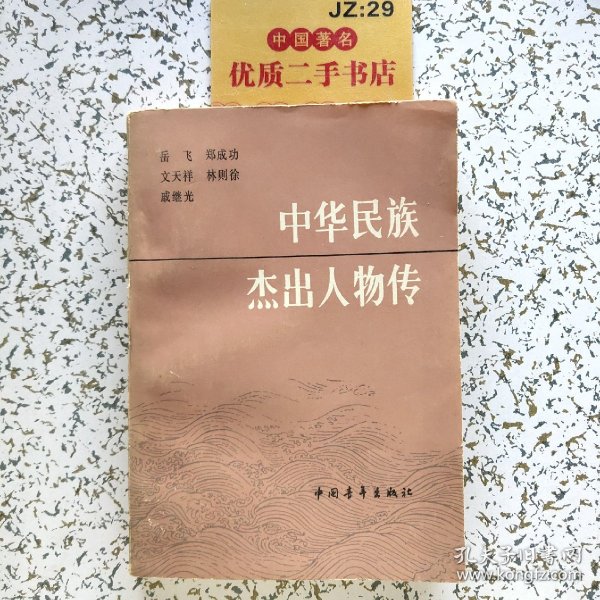 JZ:29
中国著名
优质二手书店
岳飞 郑成功
文天祥 林则徐
戚继光
中华民族
杰出人物传
中国青年出版社
孔夫子旧书网
www.kongfz.com